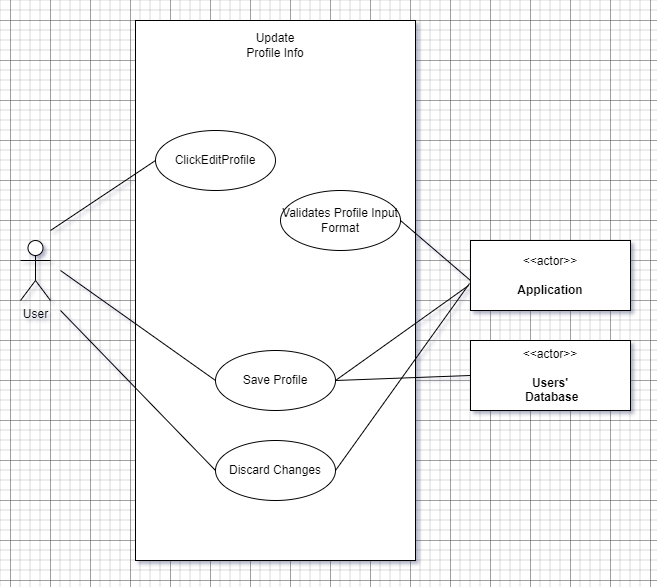 Update
Profile Info
ClickEditProfile
Validates Profile Input
Format
<<actor>>
Application
User
<<actor>>
Users'
Database
Save Profile
Discard Changes